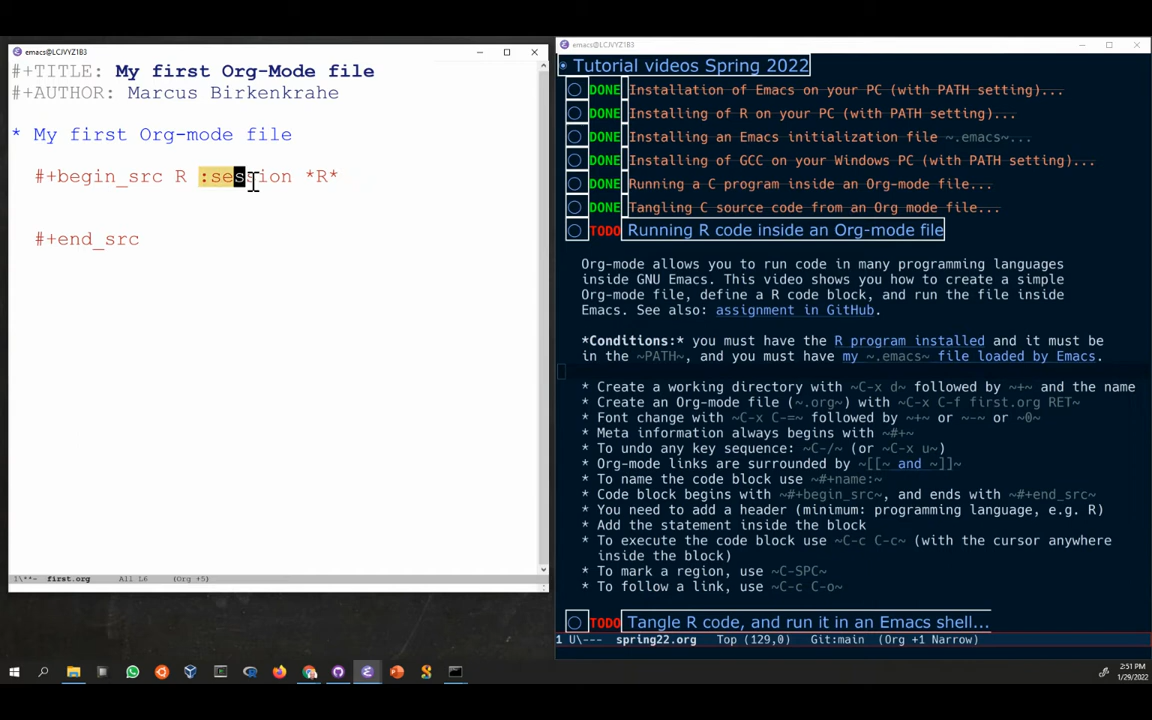 emacs@LCJVYZ1B3
#+TITLE: My first Org-Mode file
#+AUTHOR: Marcus Birkenkrahe
* My first Org-mode file
#+begin_src R :session *R*
#+end_src
1\**- first.org All L6 (Org +5)
emacs@LCJVYZ1B3
Tutorial videos Spring 2022
DONE Installation of Emacs on your PC (with PATH setting)...
DONE Installing of R on your PC (with PATH setting)...
DONE Installing an Emacs initialization file ~.emacs~...
DONE Installing of GCC on your Windows PC (with PATH setting)...
DONE Running a C program inside an Org-mode file...
DONE Tangling C source code from an Org mode file...
TODO Running R code inside an Org-mode file
Org-mode allows you to run code in many programming languages
inside GNU Emacs. This video shows you how to create a simple
Org-mode file, define a R code block, and run the file inside
Emacs. See also: assignment in GitHub.
*Conditions:* you must have the R program installed and it must be
in the ~PATH~, and you must have my ~.emacs~ file loaded by Emacs.
* Create a working directory with ~C-x d~ followed by ~+~ and the name
* Create an Org-mode file (~.org~) with ~C-x C-f first.org RET~
* Font change with ~C-x C-=~ followed by ~+~ or ~-~ or ~0~
* Meta information always begins with ~#+~
* To undo any key sequence: ~C-/~ (or ~C-x u~)
* Org-mode links are surrounded by ~[[~ and ~]]~
* To name the code block use ~#+name:~
* Code block begins with ~#+begin_src~, and ends with ~#+end_src~
* You need to add a header (minimum: programming language, e.g. R)
* Add the statement inside the block
* To execute the code block use ~C-c C-c~ (with the cursor anywhere
inside the block)
* To mark a region, use ~C-SPC~
* To follow a link, use ~C-c C-o~
TODO Tangle R code, and run it in an Emacs shell...
1 U\--- spring22.org Top (129,0) Git:main (Org +1 Narrow)
2:51 PM
1/29/2022